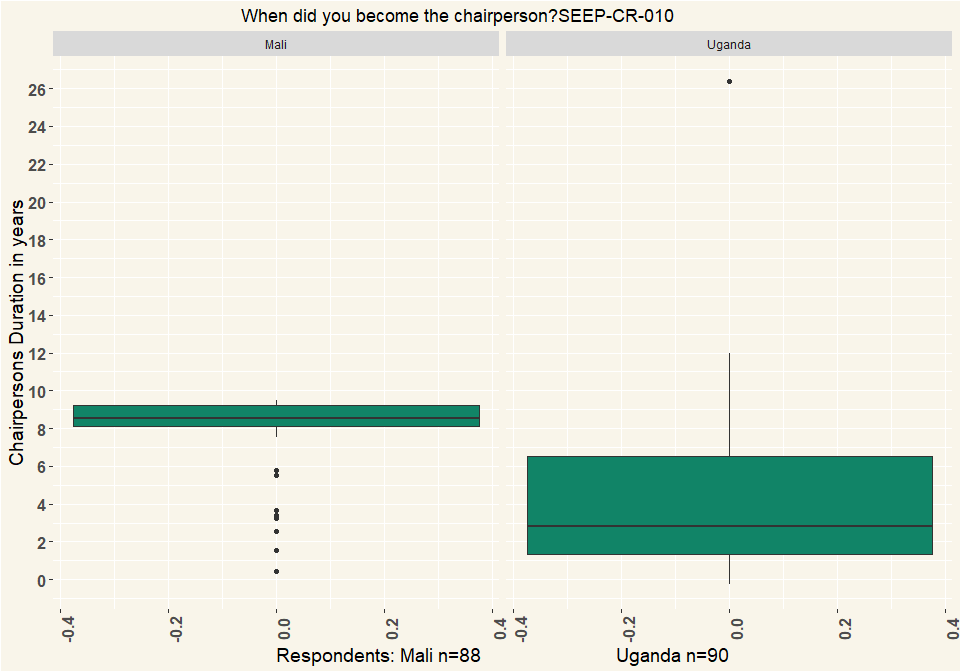 When did you become the chairperson?SEEP-CR-010
Mali
Uganda
Chairpersons Duration in years
26
24
22
20
18
16
14
12
10
8
6
4
2
0
-0.4 -0.2 0.0 0.2 0.4 -0.4 -0.2 0.0 0.2 0.4
Respondents: Mali n=88 Uganda n=90